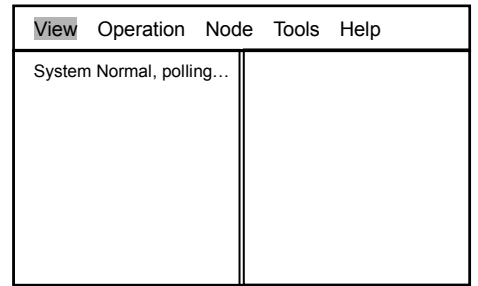 View Operation Node Tools Help
System Normal, polling…